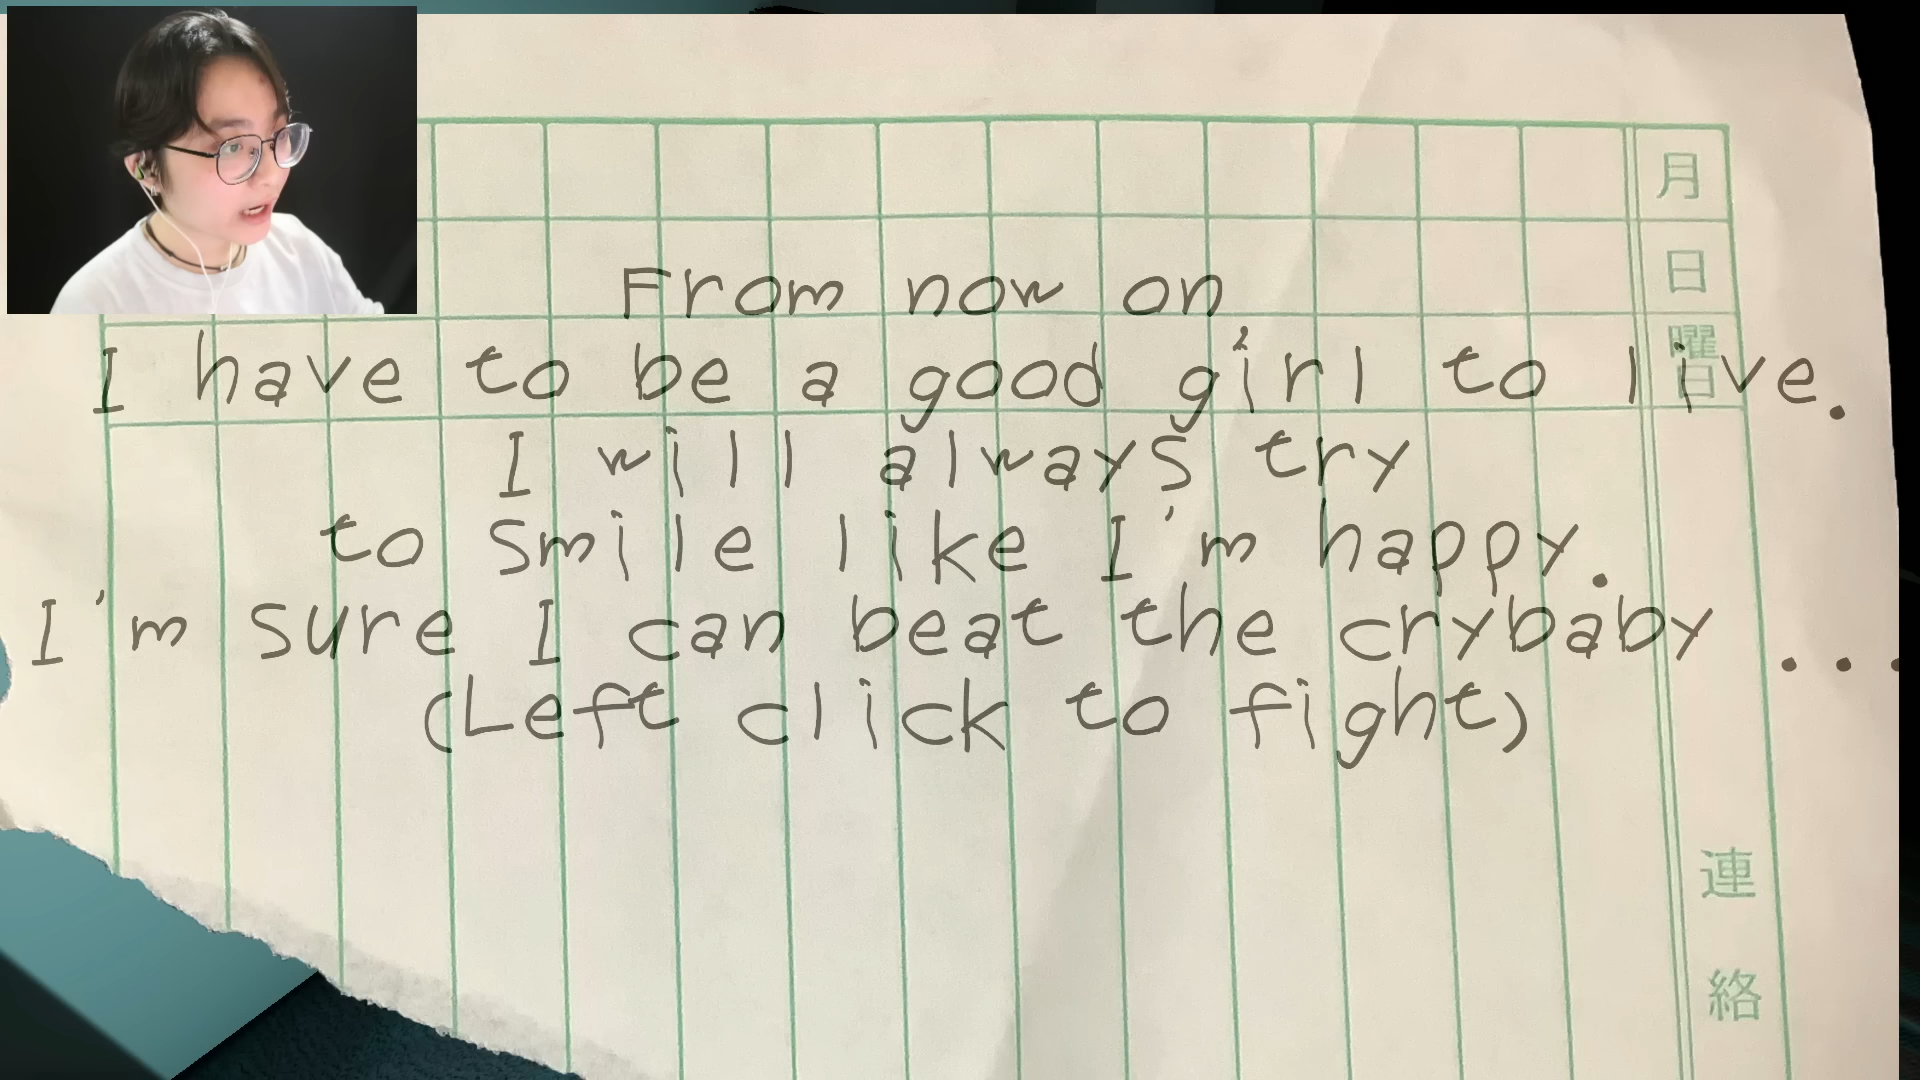 From now on
I have to be a good girl to live.
I will always try
to smile like I'm happy.
I'm sure I can beat the crybaby...
(Left click to fight)
月
日
曜日
連絡